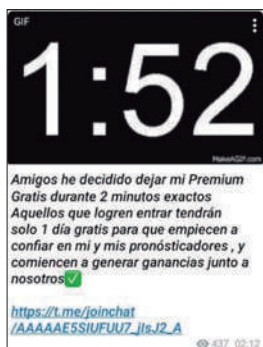 GIF
1:52
MakeAGIF.com
Amigos he decidido dejar mi Premium
Gratis durante 2 minutos exactos
Aquellos que logren entrar tendrán
solo 1 día gratis para que empiecen a
confiar en mi y mis pronósticadores , y
comiencen a generar ganancias junto a
nosotros✅
https://t.me/joinchat
/AAAAAE5SIUFUU7_jIsJ2_A
437 02:12